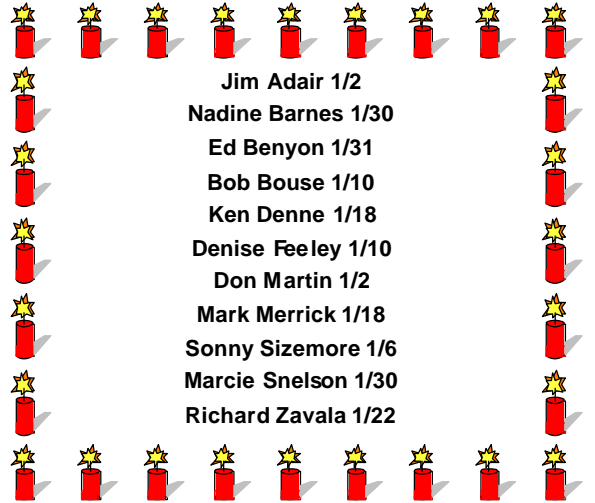 Jim Adair 1/2
Nadine Barnes 1/30
Ed Benyon 1/31
Bob Bouse 1/10
Ken Denne 1/18
Denise Feeley 1/10
Don Martin 1/2
Mark Merrick 1/18
Sonny Sizemore 1/6
Marcie Snelson 1/30
Richard Zavala 1/22